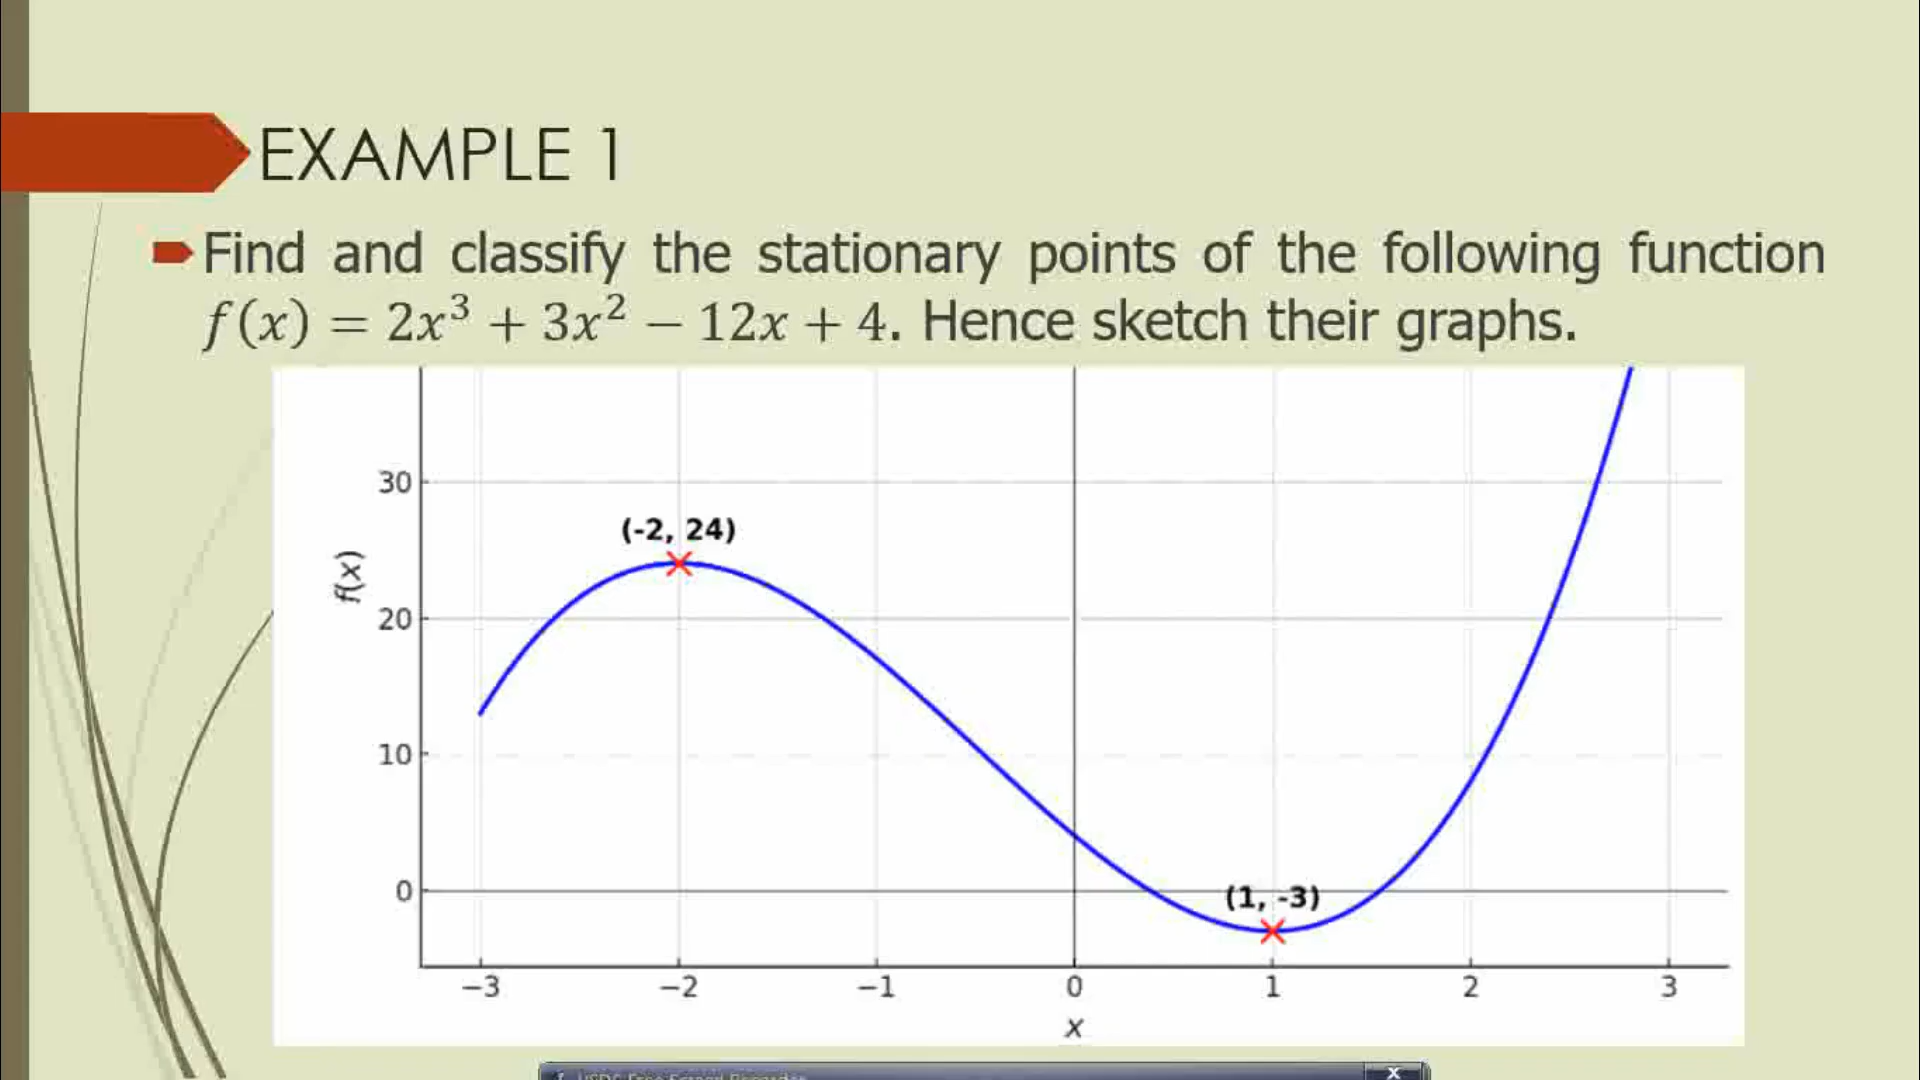 EXAMPLE 1
Find and classify the stationary points of the following function
f(x) = 2x³ + 3x² − 12x + 4. Hence sketch their graphs.
30
(-2, 24)
f(x)
20
10
0
(1, -3)
−3 −2 −1 0 1 2 3
x
X